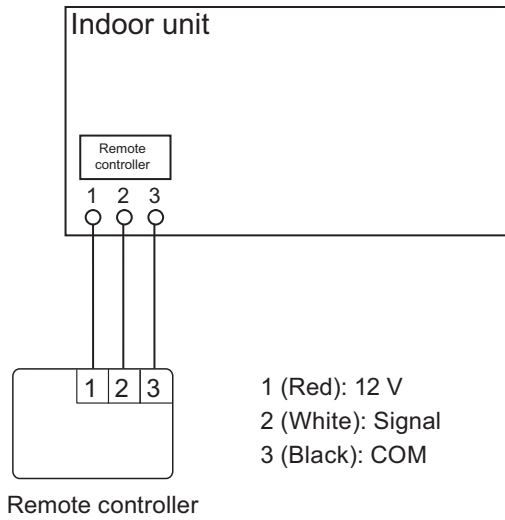 Indoor unit
Remote
controller
1 2 3
1 2 3
1 (Red): 12 V
2 (White): Signal
3 (Black): COM
Remote controller